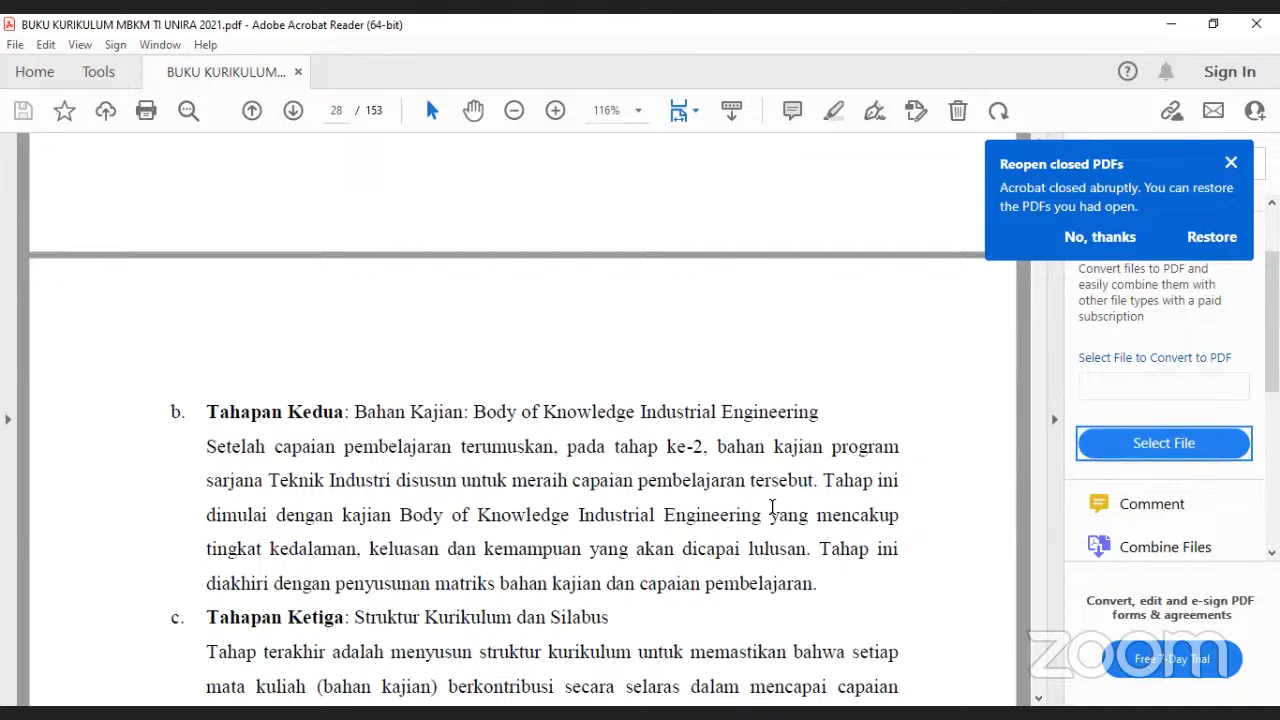 BUKU KURIKULUM MBKM TI UNIRA 2021.pdf - Adobe Acrobat Reader (64-bit)
File Edit View Sign Window Help
Home Tools BUKU KURIKULUM... × Sign In
28 / 153 116%
Reopen closed PDFs
Acrobat closed abruptly. You can restore
the PDFs you had open.
No, thanks Restore
Convert files to PDF and
easily combine them with
other file types with a paid
subscription
Select File to Convert to PDF
Select File
Comment
Combine Files
Convert, edit and e-sign PDF
forms & agreements
Free 7-Day Trial
zoom
b. Tahapan Kedua: Bahan Kajian: Body of Knowledge Industrial Engineering
Setelah capaian pembelajaran terumuskan, pada tahap ke-2, bahan kajian program
sarjana Teknik Industri disusun untuk meraih capaian pembelajaran tersebut. Tahap ini
dimulai dengan kajian Body of Knowledge Industrial Engineering yang mencakup
tingkat kedalaman, keluasan dan kemampuan yang akan dicapai lulusan. Tahap ini
diakhiri dengan penyusunan matriks bahan kajian dan capaian pembelajaran.
c. Tahapan Ketiga: Struktur Kurikulum dan Silabus
Tahap terakhir adalah menyusun struktur kurikulum untuk memastikan bahwa setiap
mata kuliah (bahan kajian) berkontribusi secara selaras dalam mencapai capaian